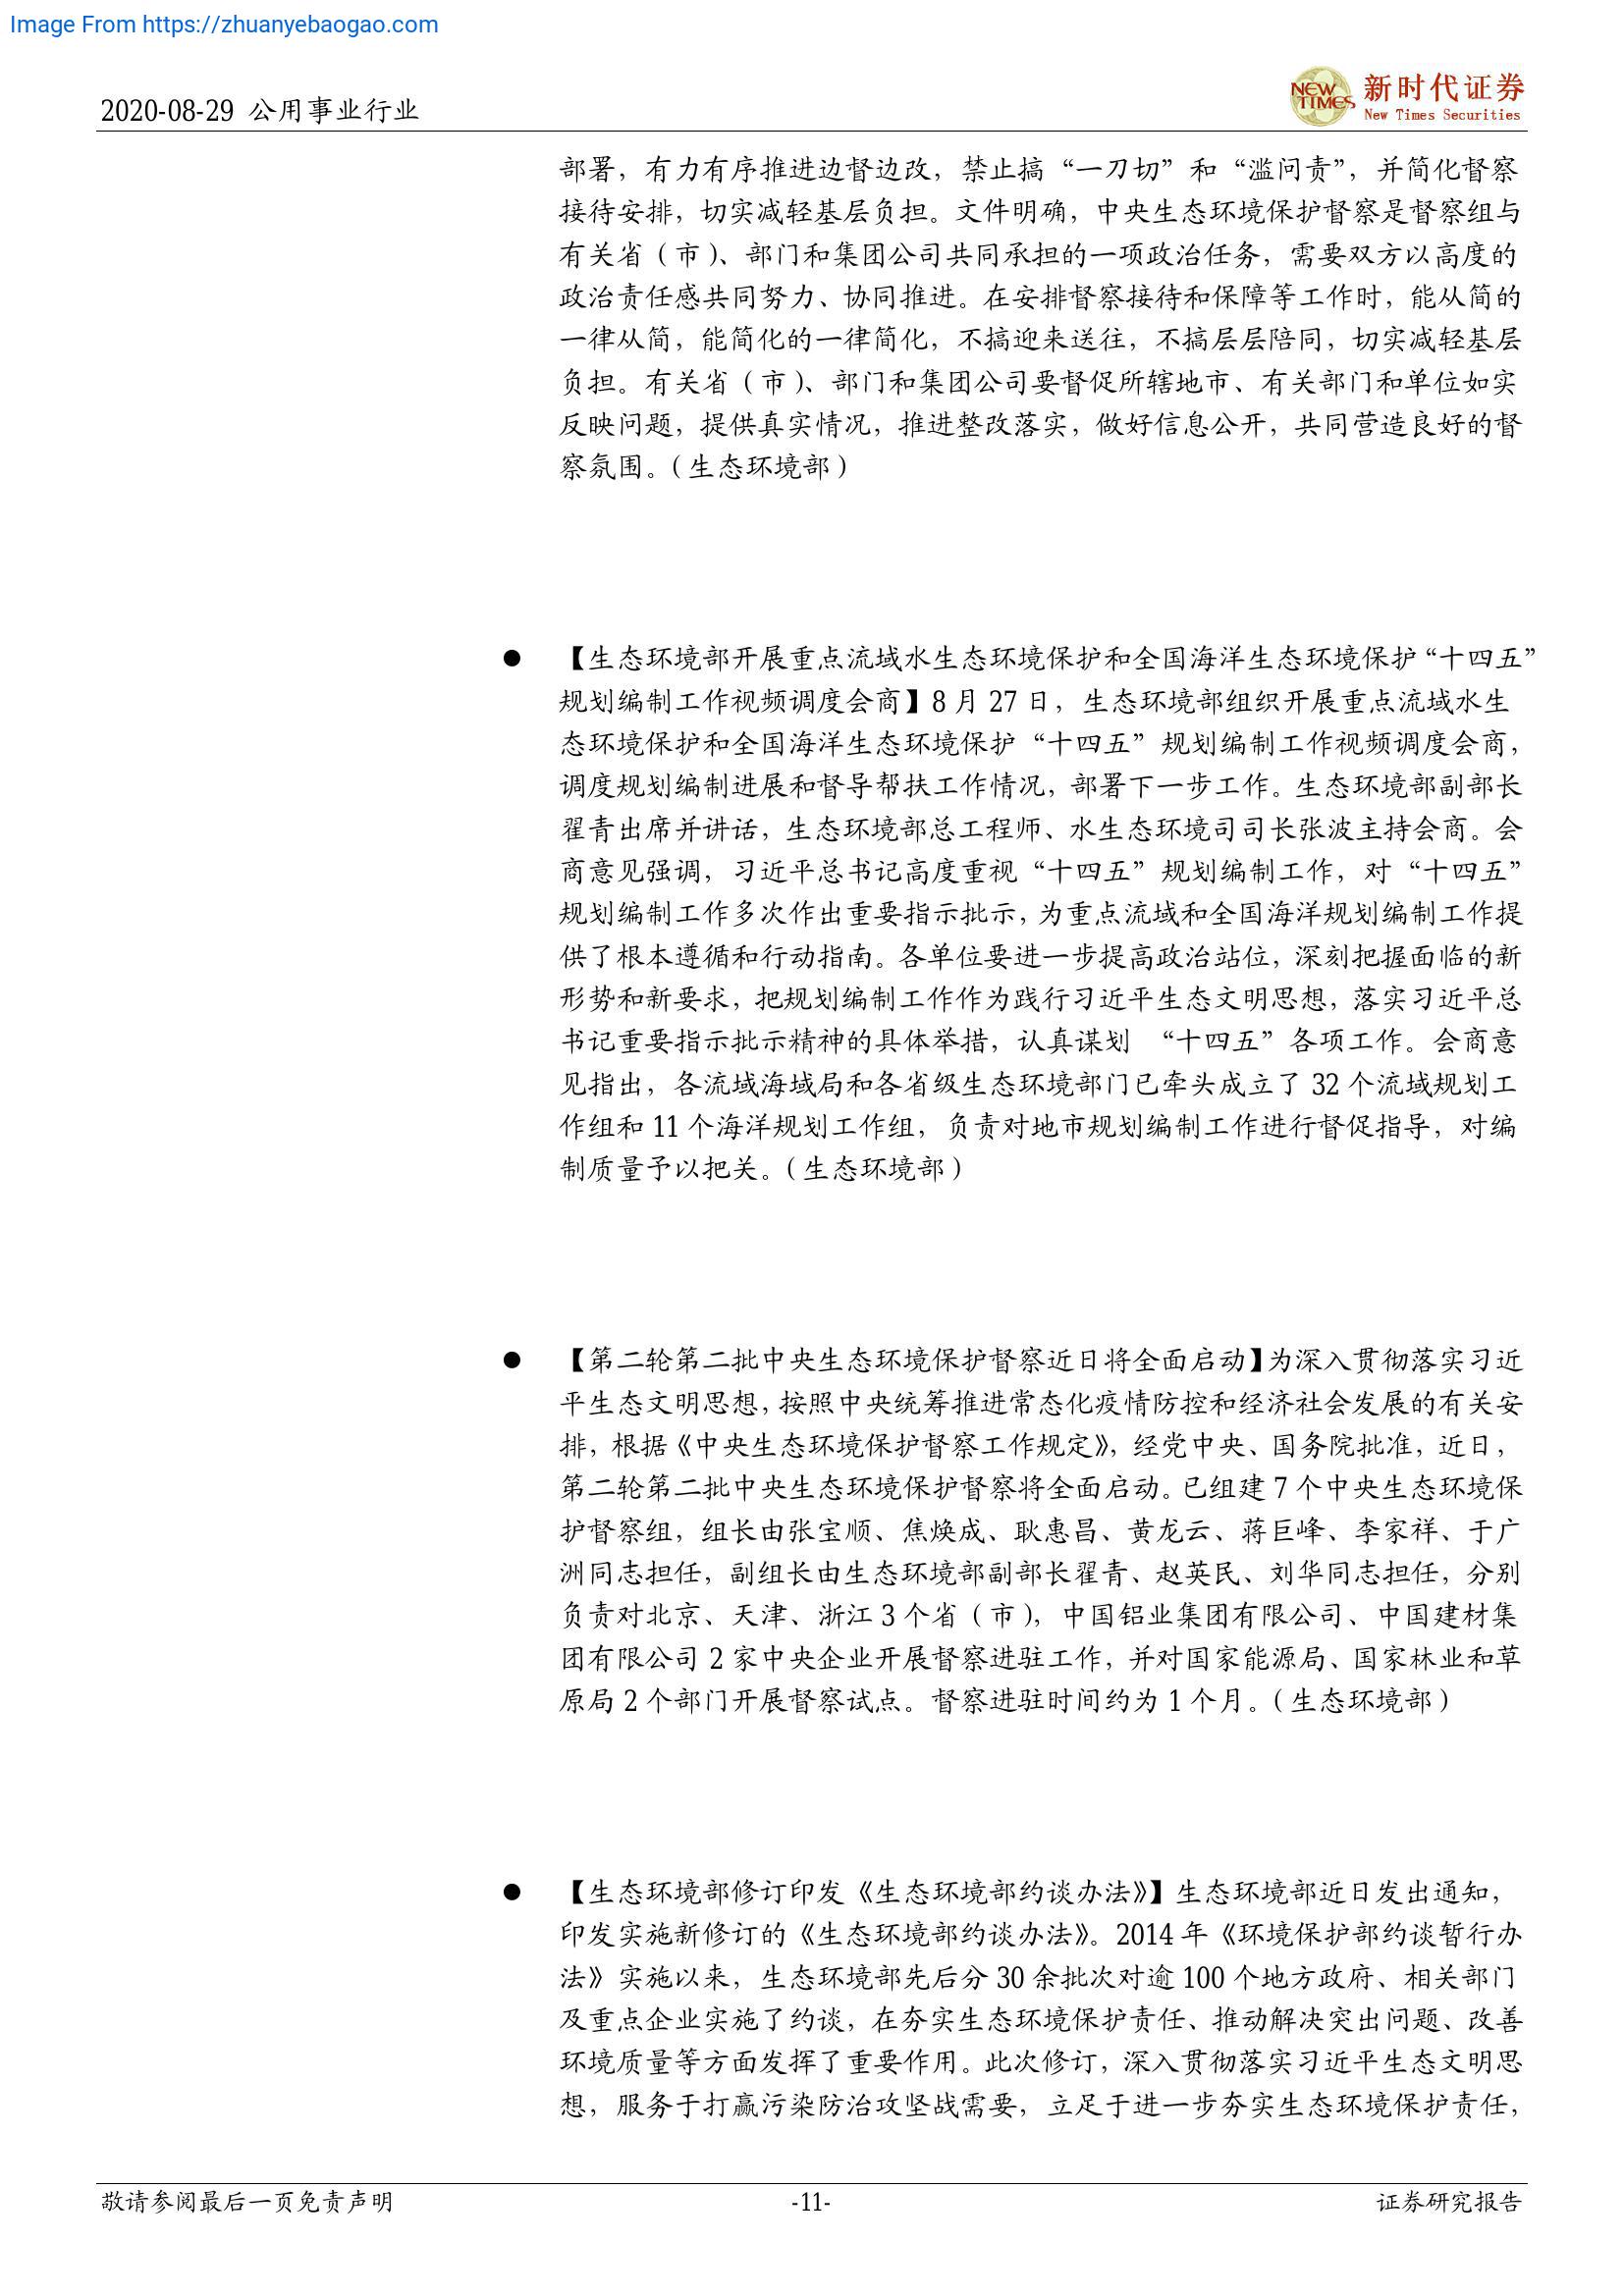 Image From https://zhuanyebaogao.com
2020-08-29 公用事业行业
NEW TIMES
新时代证券
New Times Securities
部署，有力有序推进边督边改，禁止搞“一刀切”和“滥问责”，并简化督察
接待安排，切实减轻基层负担。文件明确，中央生态环境保护督察是督察组与
有关省（市）、部门和集团公司共同承担的一项政治任务，需要双方以高度的
政治责任感共同努力、协同推进。在安排督察接待和保障等工作时，能从简的
一律从简，能简化的一律简化，不搞迎来送往，不搞层层陪同，切实减轻基层
负担。有关省（市）、部门和集团公司要督促所辖地市、有关部门和单位如实
反映问题，提供真实情况，推进整改落实，做好信息公开，共同营造良好的督
察氛围。（生态环境部）
● 【生态环境部开展重点流域水生态环境保护和全国海洋生态环境保护“十四五”
规划编制工作视频调度会商】8 月 27 日，生态环境部组织开展重点流域水生
态环境保护和全国海洋生态环境保护“十四五”规划编制工作视频调度会商，
调度规划编制进展和督导帮扶工作情况，部署下一步工作。生态环境部副部长
翟青出席并讲话，生态环境部总工程师、水生态环境司司长张波主持会商。会
商意见强调，习近平总书记高度重视“十四五”规划编制工作，对“十四五”
规划编制工作多次作出重要指示批示，为重点流域和全国海洋规划编制工作提
供了根本遵循和行动指南。各单位要进一步提高政治站位，深刻把握面临的新
形势和新要求，把规划编制工作作为践行习近平生态文明思想，落实习近平总
书记重要指示批示精神的具体举措，认真谋划 “十四五”各项工作。会商意
见指出，各流域海域局和各省级生态环境部门已牵头成立了 32 个流域规划工
作组和 11 个海洋规划工作组，负责对地市规划编制工作进行督促指导，对编
制质量予以把关。（生态环境部）
● 【第二轮第二批中央生态环境保护督察近日将全面启动】为深入贯彻落实习近
平生态文明思想，按照中央统筹推进常态化疫情防控和经济社会发展的有关安
排，根据《中央生态环境保护督察工作规定》，经党中央、国务院批准，近日，
第二轮第二批中央生态环境保护督察将全面启动。已组建 7 个中央生态环境保
护督察组，组长由张宝顺、焦焕成、耿惠昌、黄龙云、蒋巨峰、李家祥、于广
洲同志担任，副组长由生态环境部副部长翟青、赵英民、刘华同志担任，分别
负责对北京、天津、浙江 3 个省（市），中国铝业集团有限公司、中国建材集
团有限公司 2 家中央企业开展督察进驻工作，并对国家能源局、国家林业和草
原局 2 个部门开展督察试点。督察进驻时间约为 1 个月。（生态环境部）
● 【生态环境部修订印发《生态环境部约谈办法》】生态环境部近日发出通知，
印发实施新修订的《生态环境部约谈办法》。2014 年《环境保护部约谈暂行办
法》实施以来，生态环境部先后分 30 余批次对逾 100 个地方政府、相关部门
及重点企业实施了约谈，在夯实生态环境保护责任、推动解决突出问题、改善
环境质量等方面发挥了重要作用。此次修订，深入贯彻落实习近平生态文明思
想，服务于打赢污染防治攻坚战需要，立足于进一步夯实生态环境保护责任，
敬请参阅最后一页免责声明
-11-
证券研究报告